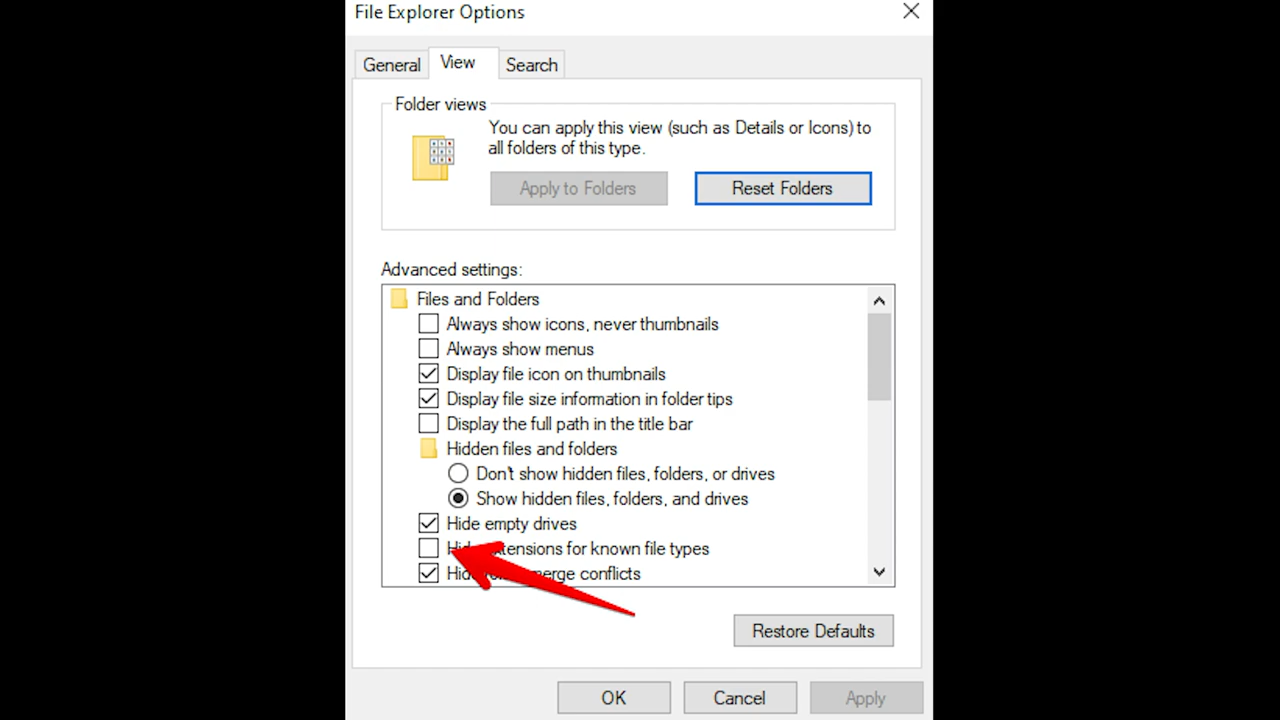 File Explorer Options
General
View
Search
Folder views
You can apply this view (such as Details or Icons) to
all folders of this type.
Apply to Folders
Reset Folders
Advanced settings:
Files and Folders
Always show icons, never thumbnails
Always show menus
Display file icon on thumbnails
Display file size information in folder tips
Display the full path in the title bar
Hidden files and folders
Don't show hidden files, folders, or drives
Show hidden files, folders, and drives
Hide empty drives
for known file types
conflicts
Restore Defaults
OK
Cancel
Apply